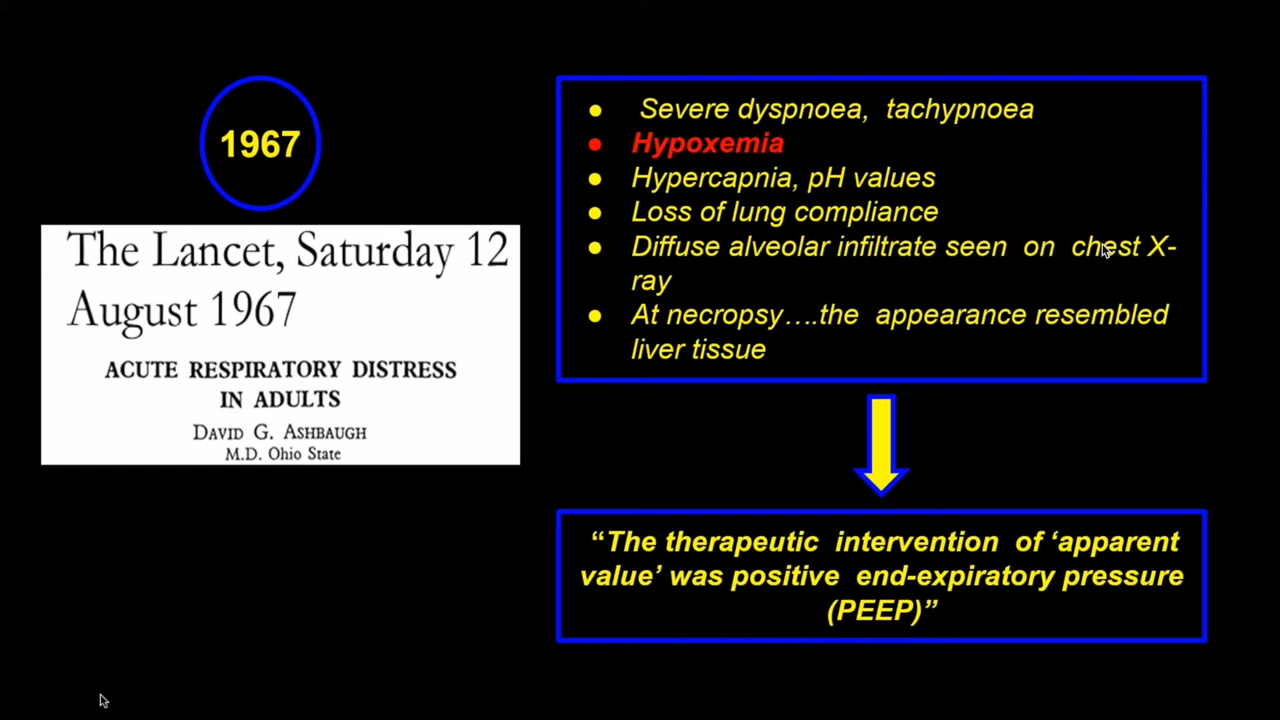 1967
The Lancet, Saturday 12
August 1967
ACUTE RESPIRATORY DISTRESS
IN ADULTS
DAVID G. ASHBAUGH
M.D. Ohio State
● Severe dyspnoea, tachypnoea
● Hypoxemia
● Hypercapnia, pH values
● Loss of lung compliance
● Diffuse alveolar infiltrate seen on chest X-
ray
● At necropsy….the appearance resembled
liver tissue
“The therapeutic intervention of ‘apparent
value’ was positive end-expiratory pressure
(PEEP)”